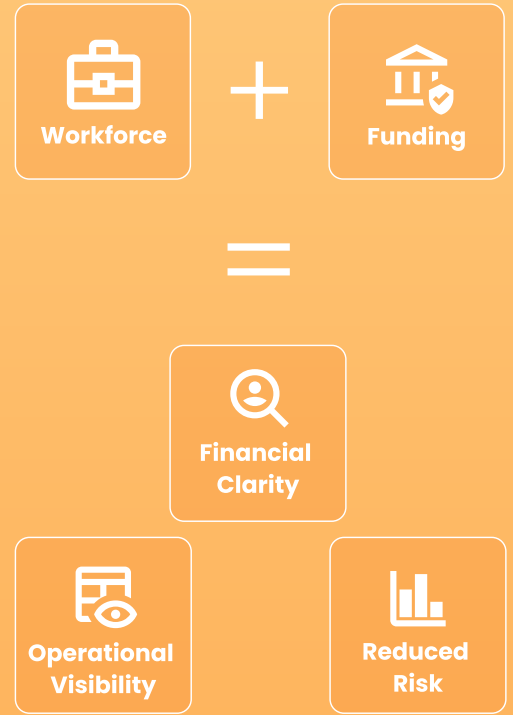 Workforce
+
Funding
=
Financial
Clarity
Operational
Visibility
Reduced
Risk